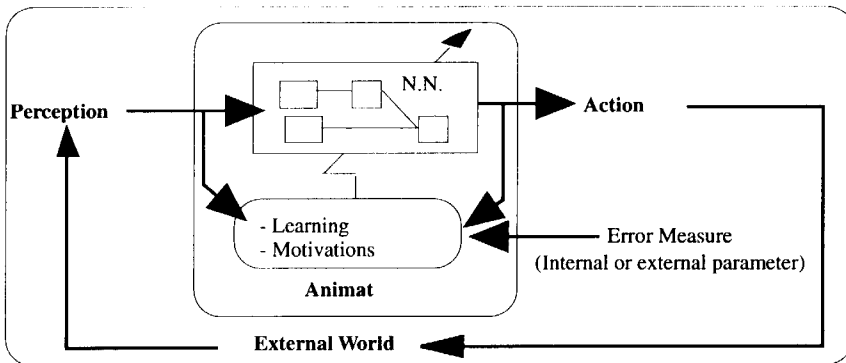 N.N.
Perception
Action
- Learning
- Motivations
Error Measure
(Internal or external parameter)
Animat
External World